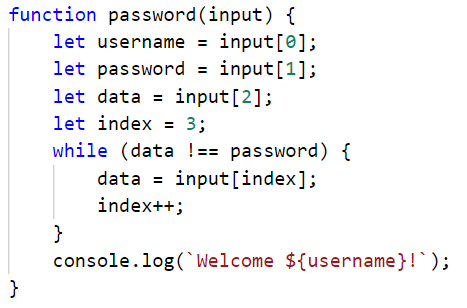 function password(input) {
    let username = input[0];
    let password = input[1];
    let data = input[2];
    let index = 3;
    while (data !== password) {
        data = input[index];
        index++;
    }
    console.log(`Welcome ${username}!`);
}